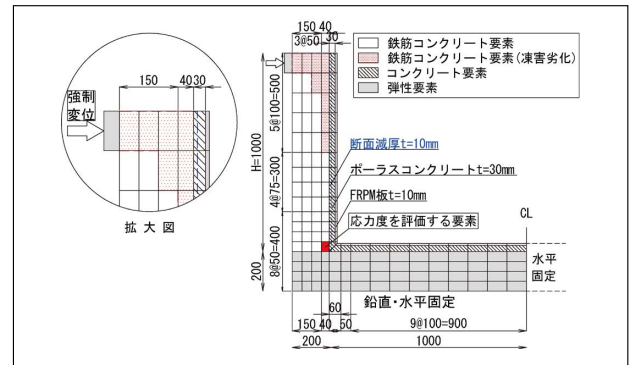 150
40 30
強制
変位
拡 大 図
150 40
3@50 30
H=1000
200
5@100=500
4@75=300
8@50=400
鉄筋コンクリート要素
鉄筋コンクリート要素(凍害劣化)
コンクリート要素
弾性要素
断面減厚t=10mm
ポーラスコンクリートt=30mm
FRPM板t=10mm
応力度を評価する要素
CL
水平
固定
鉛直・水平固定
60
150 40 50 9@100=900
200 1000